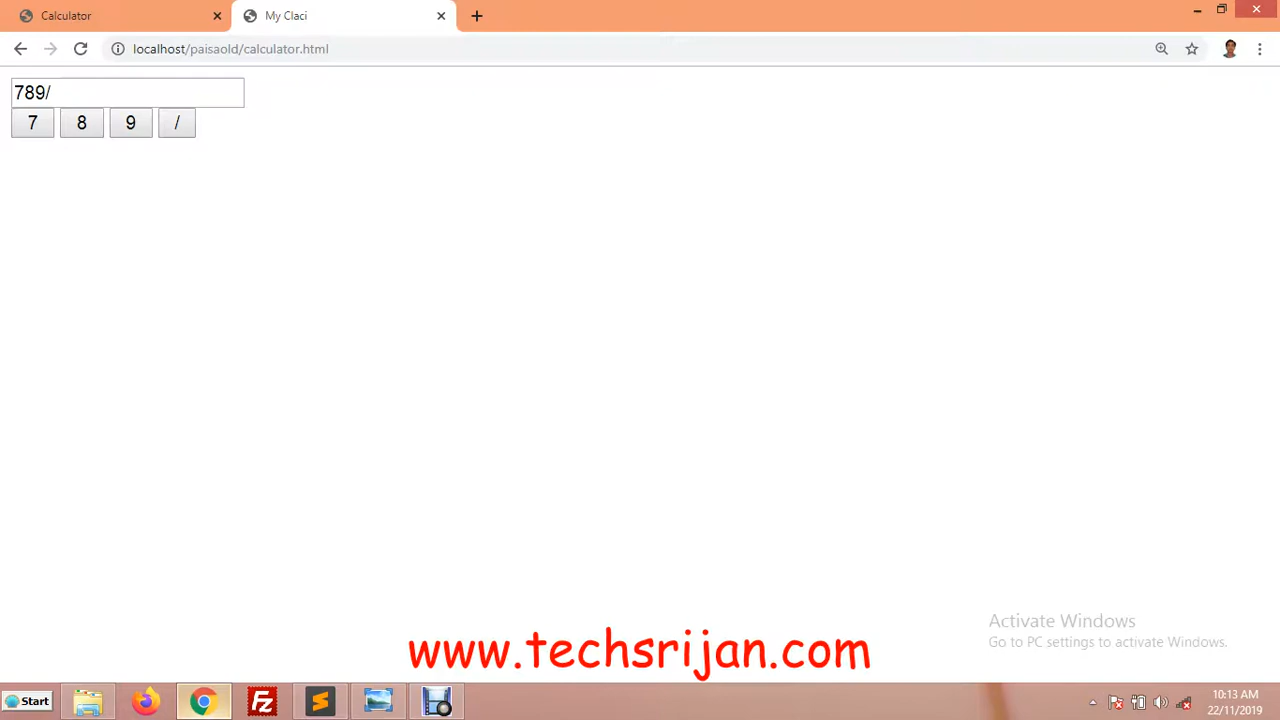 Calculator
My Claci
localhost/paisaold/calculator.html
789/
7 8 9 /
Activate Windows
Go to PC settings to activate Windows.
www.techsrijan.com
Start
10:13 AM
22/11/2019